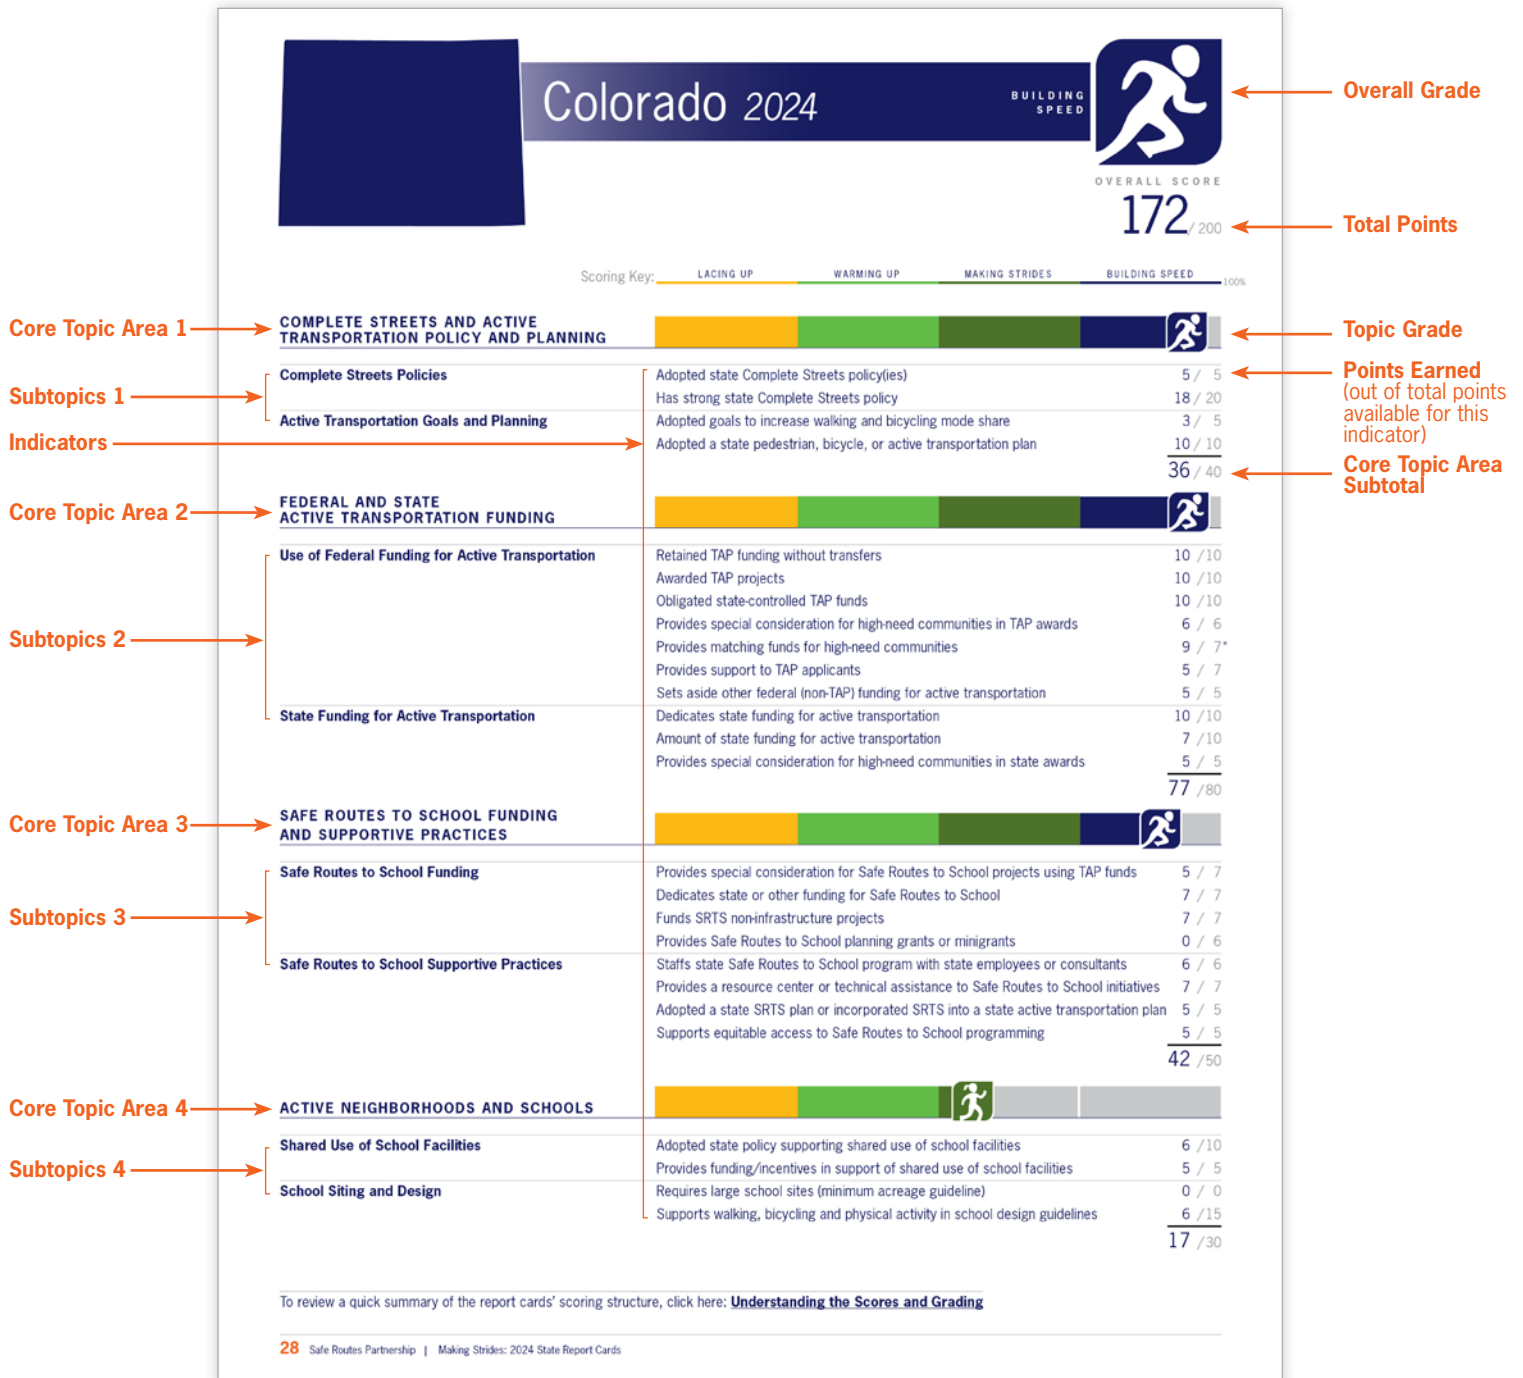 Colorado 2024
BUILDING
SPEED
Overall Grade
OVERALL SCORE
172/ 200
Total Points
Scoring Key:
LACING UP
WARMING UP
MAKING STRIDES
BUILDING SPEED
100%
Core Topic Area 1
COMPLETE STREETS AND ACTIVE
TRANSPORTATION POLICY AND PLANNING
Topic Grade
Subtopics 1
Complete Streets Policies
Adopted state Complete Streets policy(ies) 5 / 5
Has strong state Complete Streets policy 18 / 20
Points Earned
(out of total points
available for this
indicator)
Active Transportation Goals and Planning
Adopted goals to increase walking and bicycling mode share 3 / 5
Indicators
Adopted a state pedestrian, bicycle, or active transportation plan 10 / 10
36 / 40
Core Topic Area
Subtotal
Core Topic Area 2
FEDERAL AND STATE
ACTIVE TRANSPORTATION FUNDING
Subtopics 2
Use of Federal Funding for Active Transportation
Retained TAP funding without transfers 10 /10
Awarded TAP projects 10 /10
Obligated state-controlled TAP funds 10 /10
Provides special consideration for high-need communities in TAP awards 6 / 6
Provides matching funds for high-need communities 9 / 7*
Provides support to TAP applicants 5 / 7
Sets aside other federal (non-TAP) funding for active transportation 5 / 5
State Funding for Active Transportation
Dedicates state funding for active transportation 10 /10
Amount of state funding for active transportation 7 /10
Provides special consideration for high-need communities in state awards 5 / 5
77 /80
Core Topic Area 3
SAFE ROUTES TO SCHOOL FUNDING
AND SUPPORTIVE PRACTICES
Subtopics 3
Safe Routes to School Funding
Provides special consideration for Safe Routes to School projects using TAP funds 5 / 7
Dedicates state or other funding for Safe Routes to School 7 / 7
Funds SRTS non-infrastructure projects 7 / 7
Provides Safe Routes to School planning grants or minigrants 0 / 6
Safe Routes to School Supportive Practices
Staffs state Safe Routes to School program with state employees or consultants 6 / 6
Provides a resource center or technical assistance to Safe Routes to School initiatives 7 / 7
Adopted a state SRTS plan or incorporated SRTS into a state active transportation plan 5 / 5
Supports equitable access to Safe Routes to School programming 5 / 5
42 /50
Core Topic Area 4
ACTIVE NEIGHBORHOODS AND SCHOOLS
Subtopics 4
Shared Use of School Facilities
Adopted state policy supporting shared use of school facilities 6 /10
Provides funding/incentives in support of shared use of school facilities 5 / 5
School Siting and Design
Requires large school sites (minimum acreage guideline) 0 / 0
Supports walking, bicycling and physical activity in school design guidelines 6 /15
17 /30
To review a quick summary of the report cards' scoring structure, click here: Understanding the Scores and Grading
28 Safe Routes Partnership | Making Strides: 2024 State Report Cards